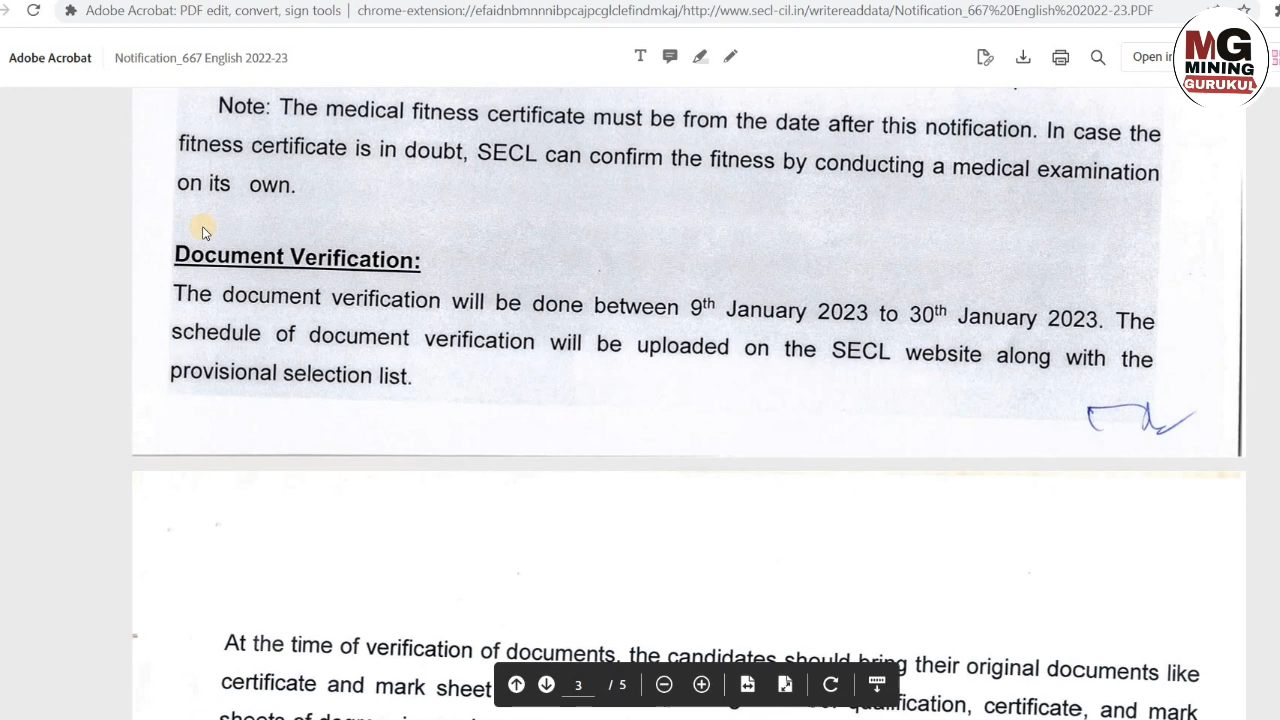 Adobe Acrobat: PDF edit, convert, sign tools | chrome-extension://efaidnbmnnnibpcajpcglclefindmkaj/http://www.secl-cil.in/writereaddata/Notification_667%20English%202022-23.PDF
Adobe Acrobat Notification_667 English 2022-23
Open in
MG
MINING
GURUKUL
Note: The medical fitness certificate must be from the date after this notification. In case the
fitness certificate is in doubt, SECL can confirm the fitness by conducting a medical examination
on its own.
Document Verification:
The document verification will be done between 9th January 2023 to 30th January 2023. The
schedule of document verification will be uploaded on the SECL website along with the
provisional selection list.
At the time of verification of documents, the candidates should bring their original documents like
certificate and mark sheet qualification, certificate, and mark
sheets of degree
3 / 5